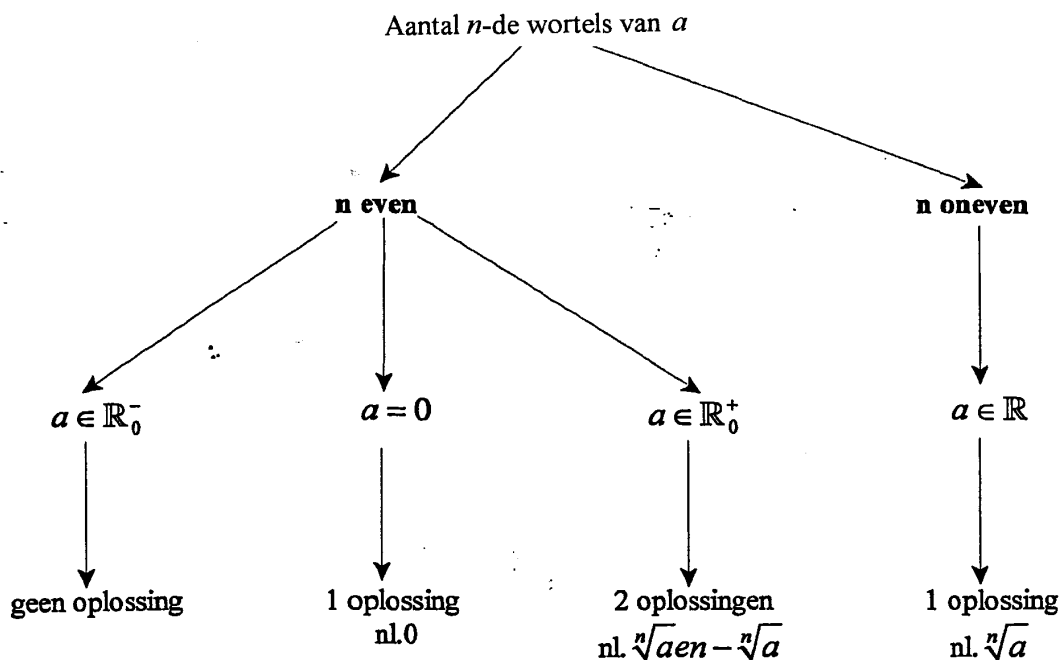 Aantal n-de wortels van a
n even
n oneven
a ∈ ℝ₀⁻
a = 0
a ∈ ℝ₀⁺
a ∈ ℝ
geen oplossing
1 oplossing
nl.0
2 oplossingen
nl. ⁿ√a en − ⁿ√a
1 oplossing
nl. ⁿ√a